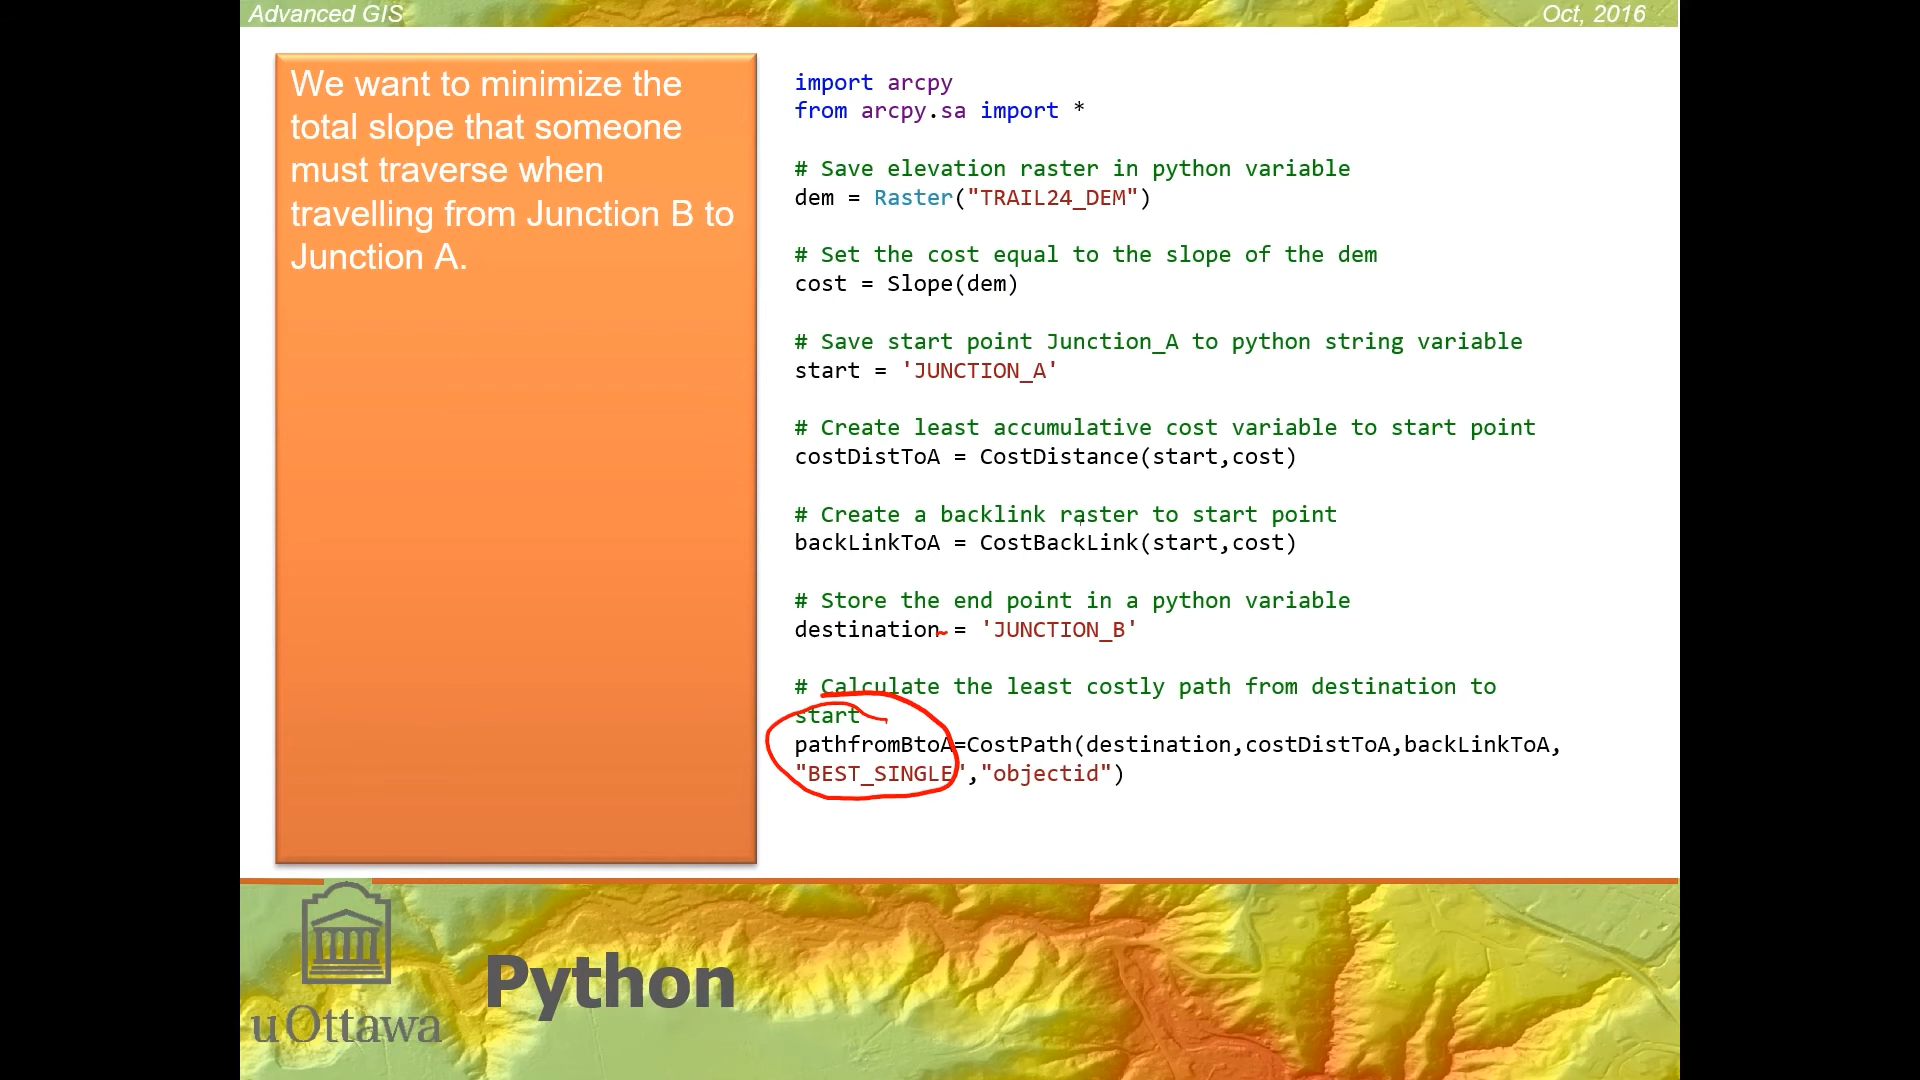 Advanced GIS
Oct, 2016
We want to minimize the
total slope that someone
must traverse when
travelling from Junction B to
Junction A.
import arcpy
from arcpy.sa import *
# Save elevation raster in python variable
dem = Raster("TRAIL24_DEM")
# Set the cost equal to the slope of the dem
cost = Slope(dem)
# Save start point Junction_A to python string variable
start = 'JUNCTION_A'
# Create least accumulative cost variable to start point
costDistToA = CostDistance(start,cost)
# Create a backlink raster to start point
backLinkToA = CostBackLink(start,cost)
# Store the end point in a python variable
destination = 'JUNCTION_B'
# Calculate the least costly path from destination to
start
pathfromBtoA=CostPath(destination,costDistToA,backLinkToA,
"BEST_SINGLE","objectid")
Python
uOttawa